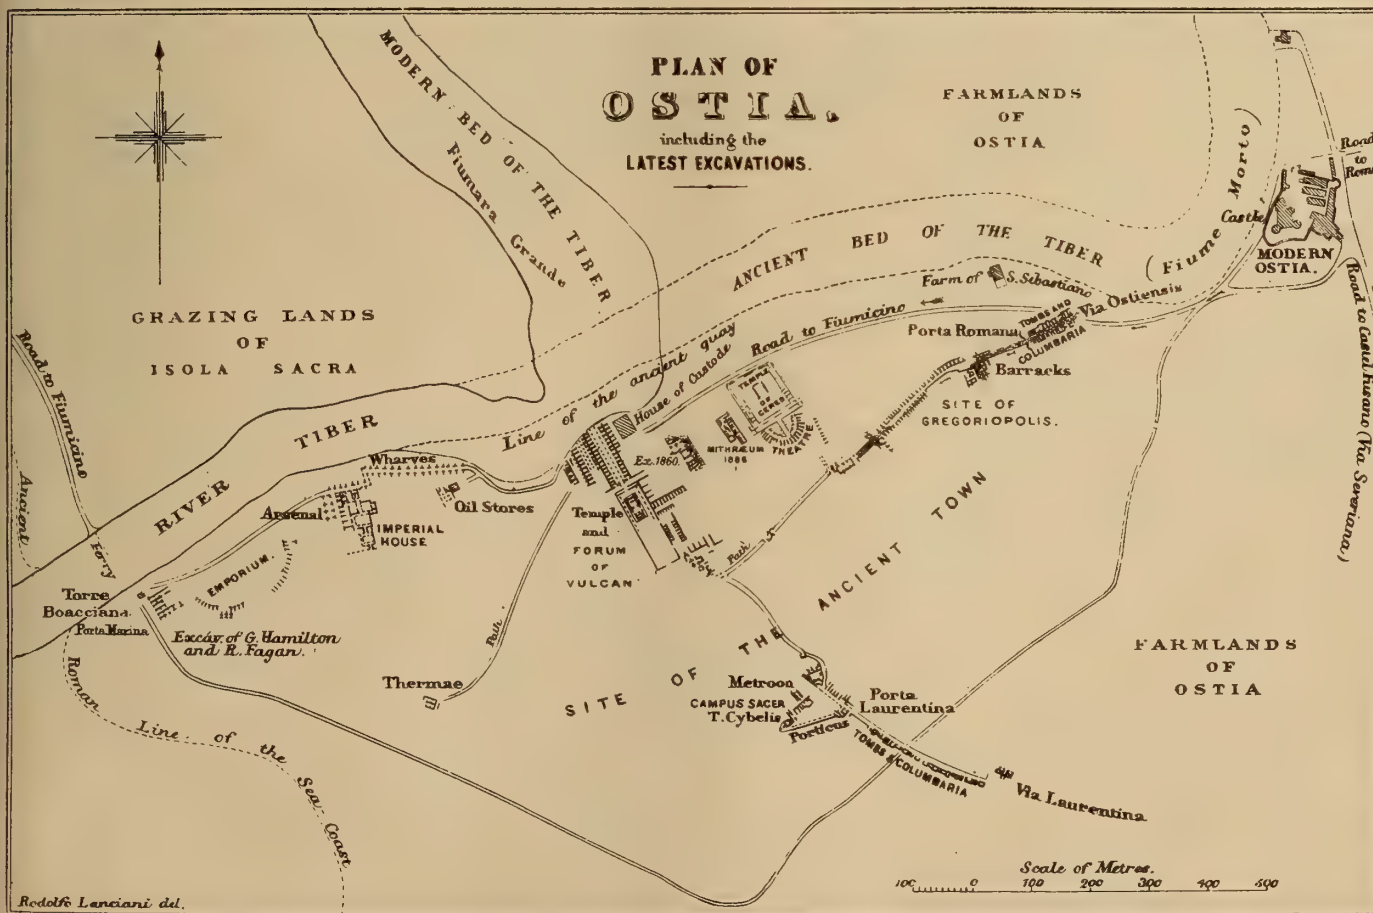 PLAN OF
OSTIA.
including the
LATEST EXCAVATIONS.
FARMLANDS
OF
OSTIA
MODERN BED OF THE TIBER
Fiumara Grande
ANCIENT BED OF THE TIBER
(Fiume Morto)
Road
to
Castle
MODERN
OSTIA.
Road to Castel Fusano (Via Severiana.)
Farm of S. Sebastiano
Via Ostiensis
TOMBS AND
COLUMBARIA
Porta Romana
Barracks
SITE OF
GREGORIOPOLIS.
Road to Fiumicino
Line of the ancient quay
House of Custode
TEMPLE
OF
CERES
THEATRE
MITHRÆUM
1886
Ex. 1860.
GRAZING LANDS
OF
ISOLA SACRA
Road to Fiumicino
Ancient
Ferry
RIVER TIBER
Wharves
Arsenal
IMPERIAL
HOUSE
Oil Stores
EMPORIUM.
Temple
and
FORUM
OF
VULCAN
Path
Path
Torre
Boacciana.
Porta Marina
Excav. of G. Hamilton
and R. Fagan.
Thermae
SITE OF THE ANCIENT TOWN
Metroon
CAMPUS SACER
T. Cybelis
Porticus
Porta
Laurentina
TOMBS & COLUMBARIA
Via Laurentina
FARMLANDS
OF
OSTIA
Roman Line of the Sea Coast
Scale of Metres.
100 0 100 200 300 400 500
Rodolfo Lanciani del.